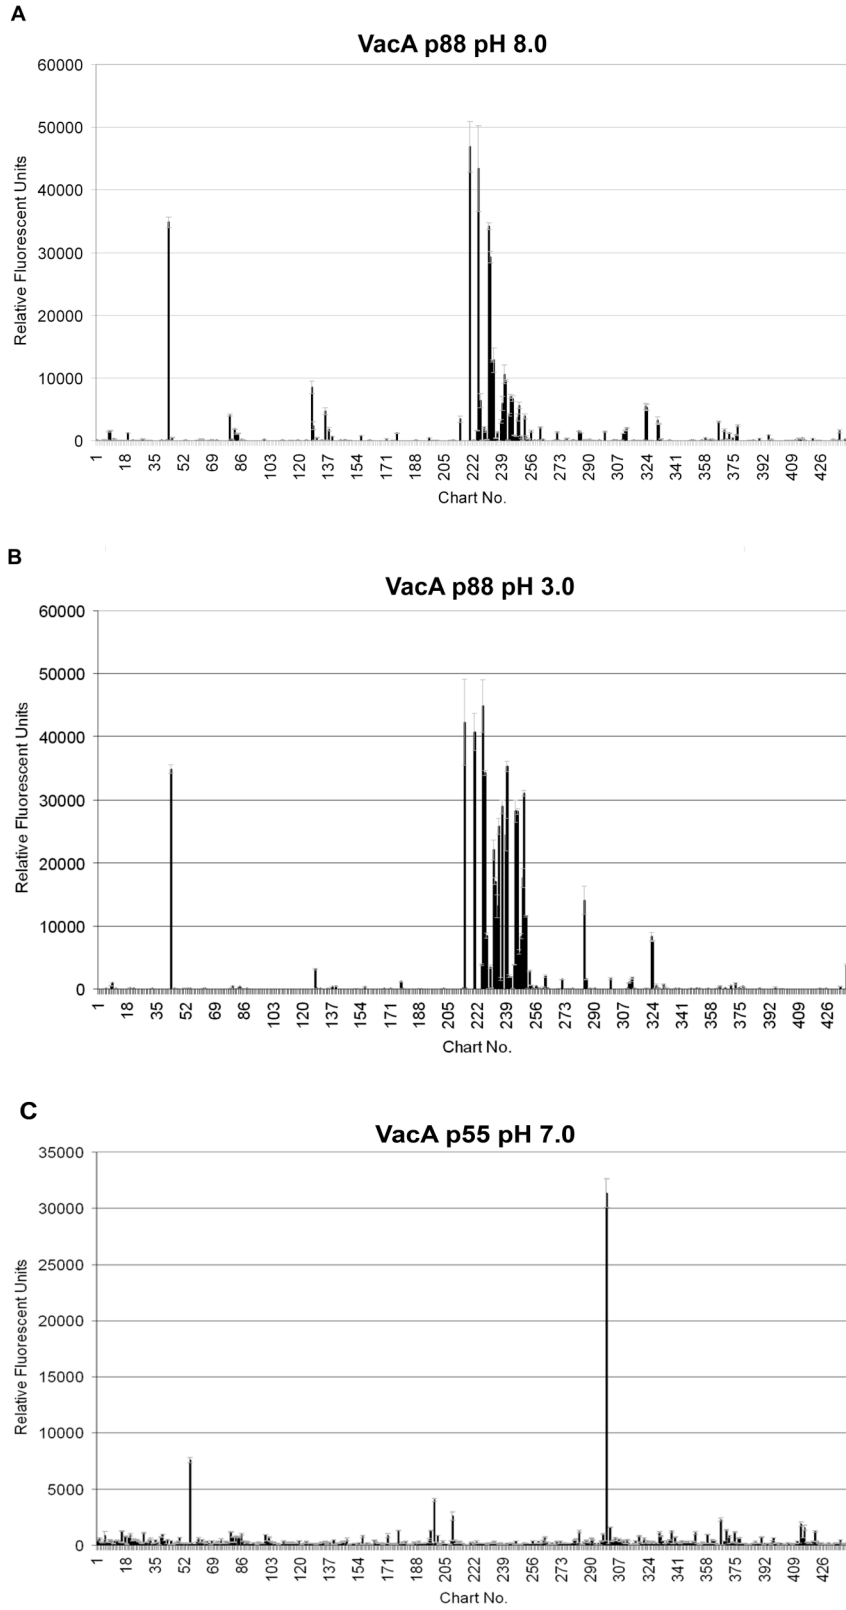 A
VacA p88 pH 8.0
Relative Fluorescent Units
60000
50000
40000
30000
20000
10000
0
1 18 35 52 69 86 103 120 137 154 171 188 205 222 239 256 273 290 307 324 341 358 375 392 409 426
Chart No.
B
VacA p88 pH 3.0
Relative Fluorescent Units
60000
50000
40000
30000
20000
10000
0
1 18 35 52 69 86 103 120 137 154 171 188 205 222 239 256 273 290 307 324 341 358 375 392 409 426
Chart No.
C
VacA p55 pH 7.0
Relative Fluorescent Units
35000
30000
25000
20000
15000
10000
5000
0
1 18 35 52 69 86 103 120 137 154 171 188 205 222 239 256 273 290 307 324 341 358 375 392 409 426
Chart No.